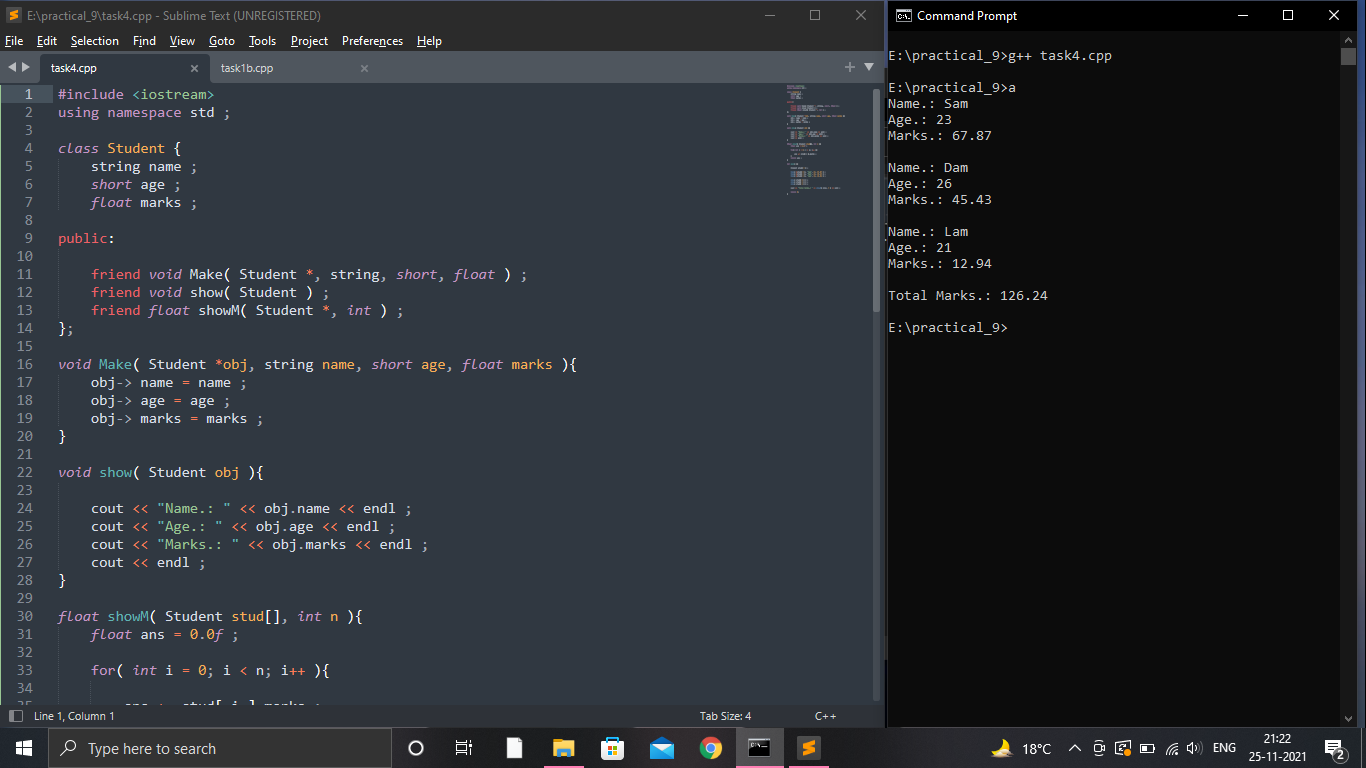 E:\practical_9\task4.cpp - Sublime Text (UNREGISTERED)
File Edit Selection Find View Goto Tools Project Preferences Help
task4.cpp
task1b.cpp
1 #include <iostream>
2 using namespace std ;
3
4 class Student {
5 string name ;
6 short age ;
7 float marks ;
8
9 public:
10
11 friend void Make( Student *, string, short, float ) ;
12 friend void show( Student ) ;
13 friend float showM( Student *, int ) ;
14 };
15
16 void Make( Student *obj, string name, short age, float marks ){
17 obj-> name = name ;
18 obj-> age = age ;
19 obj-> marks = marks ;
20 }
21
22 void show( Student obj ){
23
24 cout << "Name.: " << obj.name << endl ;
25 cout << "Age.: " << obj.age << endl ;
26 cout << "Marks.: " << obj.marks << endl ;
27 cout << endl ;
28 }
29
30 float showM( Student stud[], int n ){
31 float ans = 0.0f ;
32
33 for( int i = 0; i < n; i++ ){
34
Line 1, Column 1
Tab Size: 4
C++
Command Prompt
E:\practical_9>g++ task4.cpp
E:\practical_9>a
Name.: Sam
Age.: 23
Marks.: 67.87
Name.: Dam
Age.: 26
Marks.: 45.43
Name.: Lam
Age.: 21
Marks.: 12.94
Total Marks.: 126.24
E:\practical_9>
Type here to search
18°C
ENG
21:22
25-11-2021
2